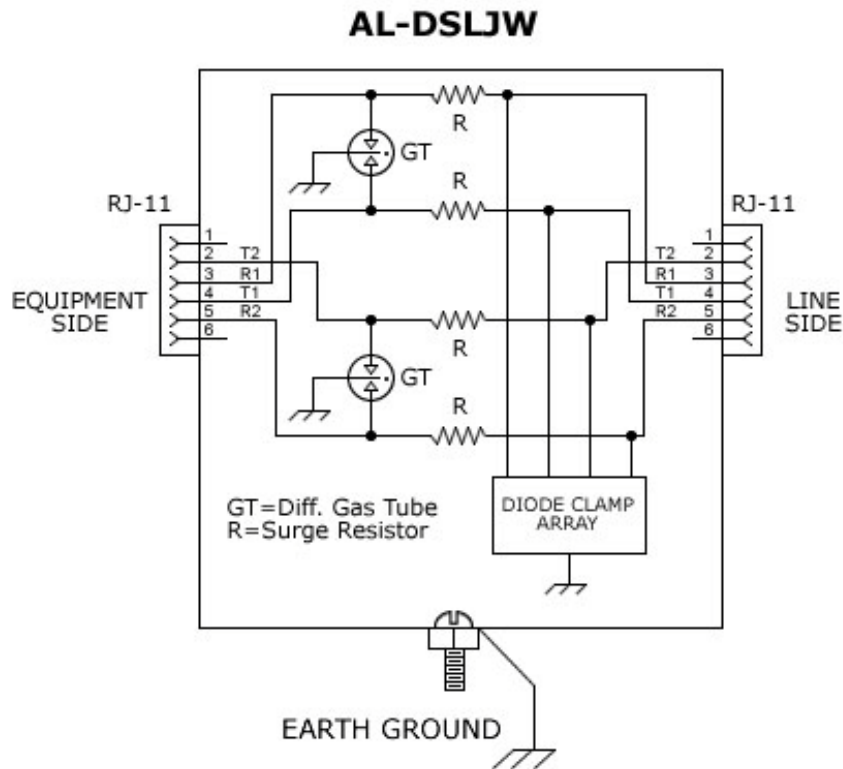 AL-DSLJW
R
GT
R
RJ-11
RJ-11
1
2 T2
3 R1
4 T1
5 R2
6
T2 2
R1 3
T1 4
R2 5
6
1
EQUIPMENT
SIDE
LINE
SIDE
R
GT
R
GT=Diff. Gas Tube
R=Surge Resistor
DIODE CLAMP
ARRAY
EARTH GROUND